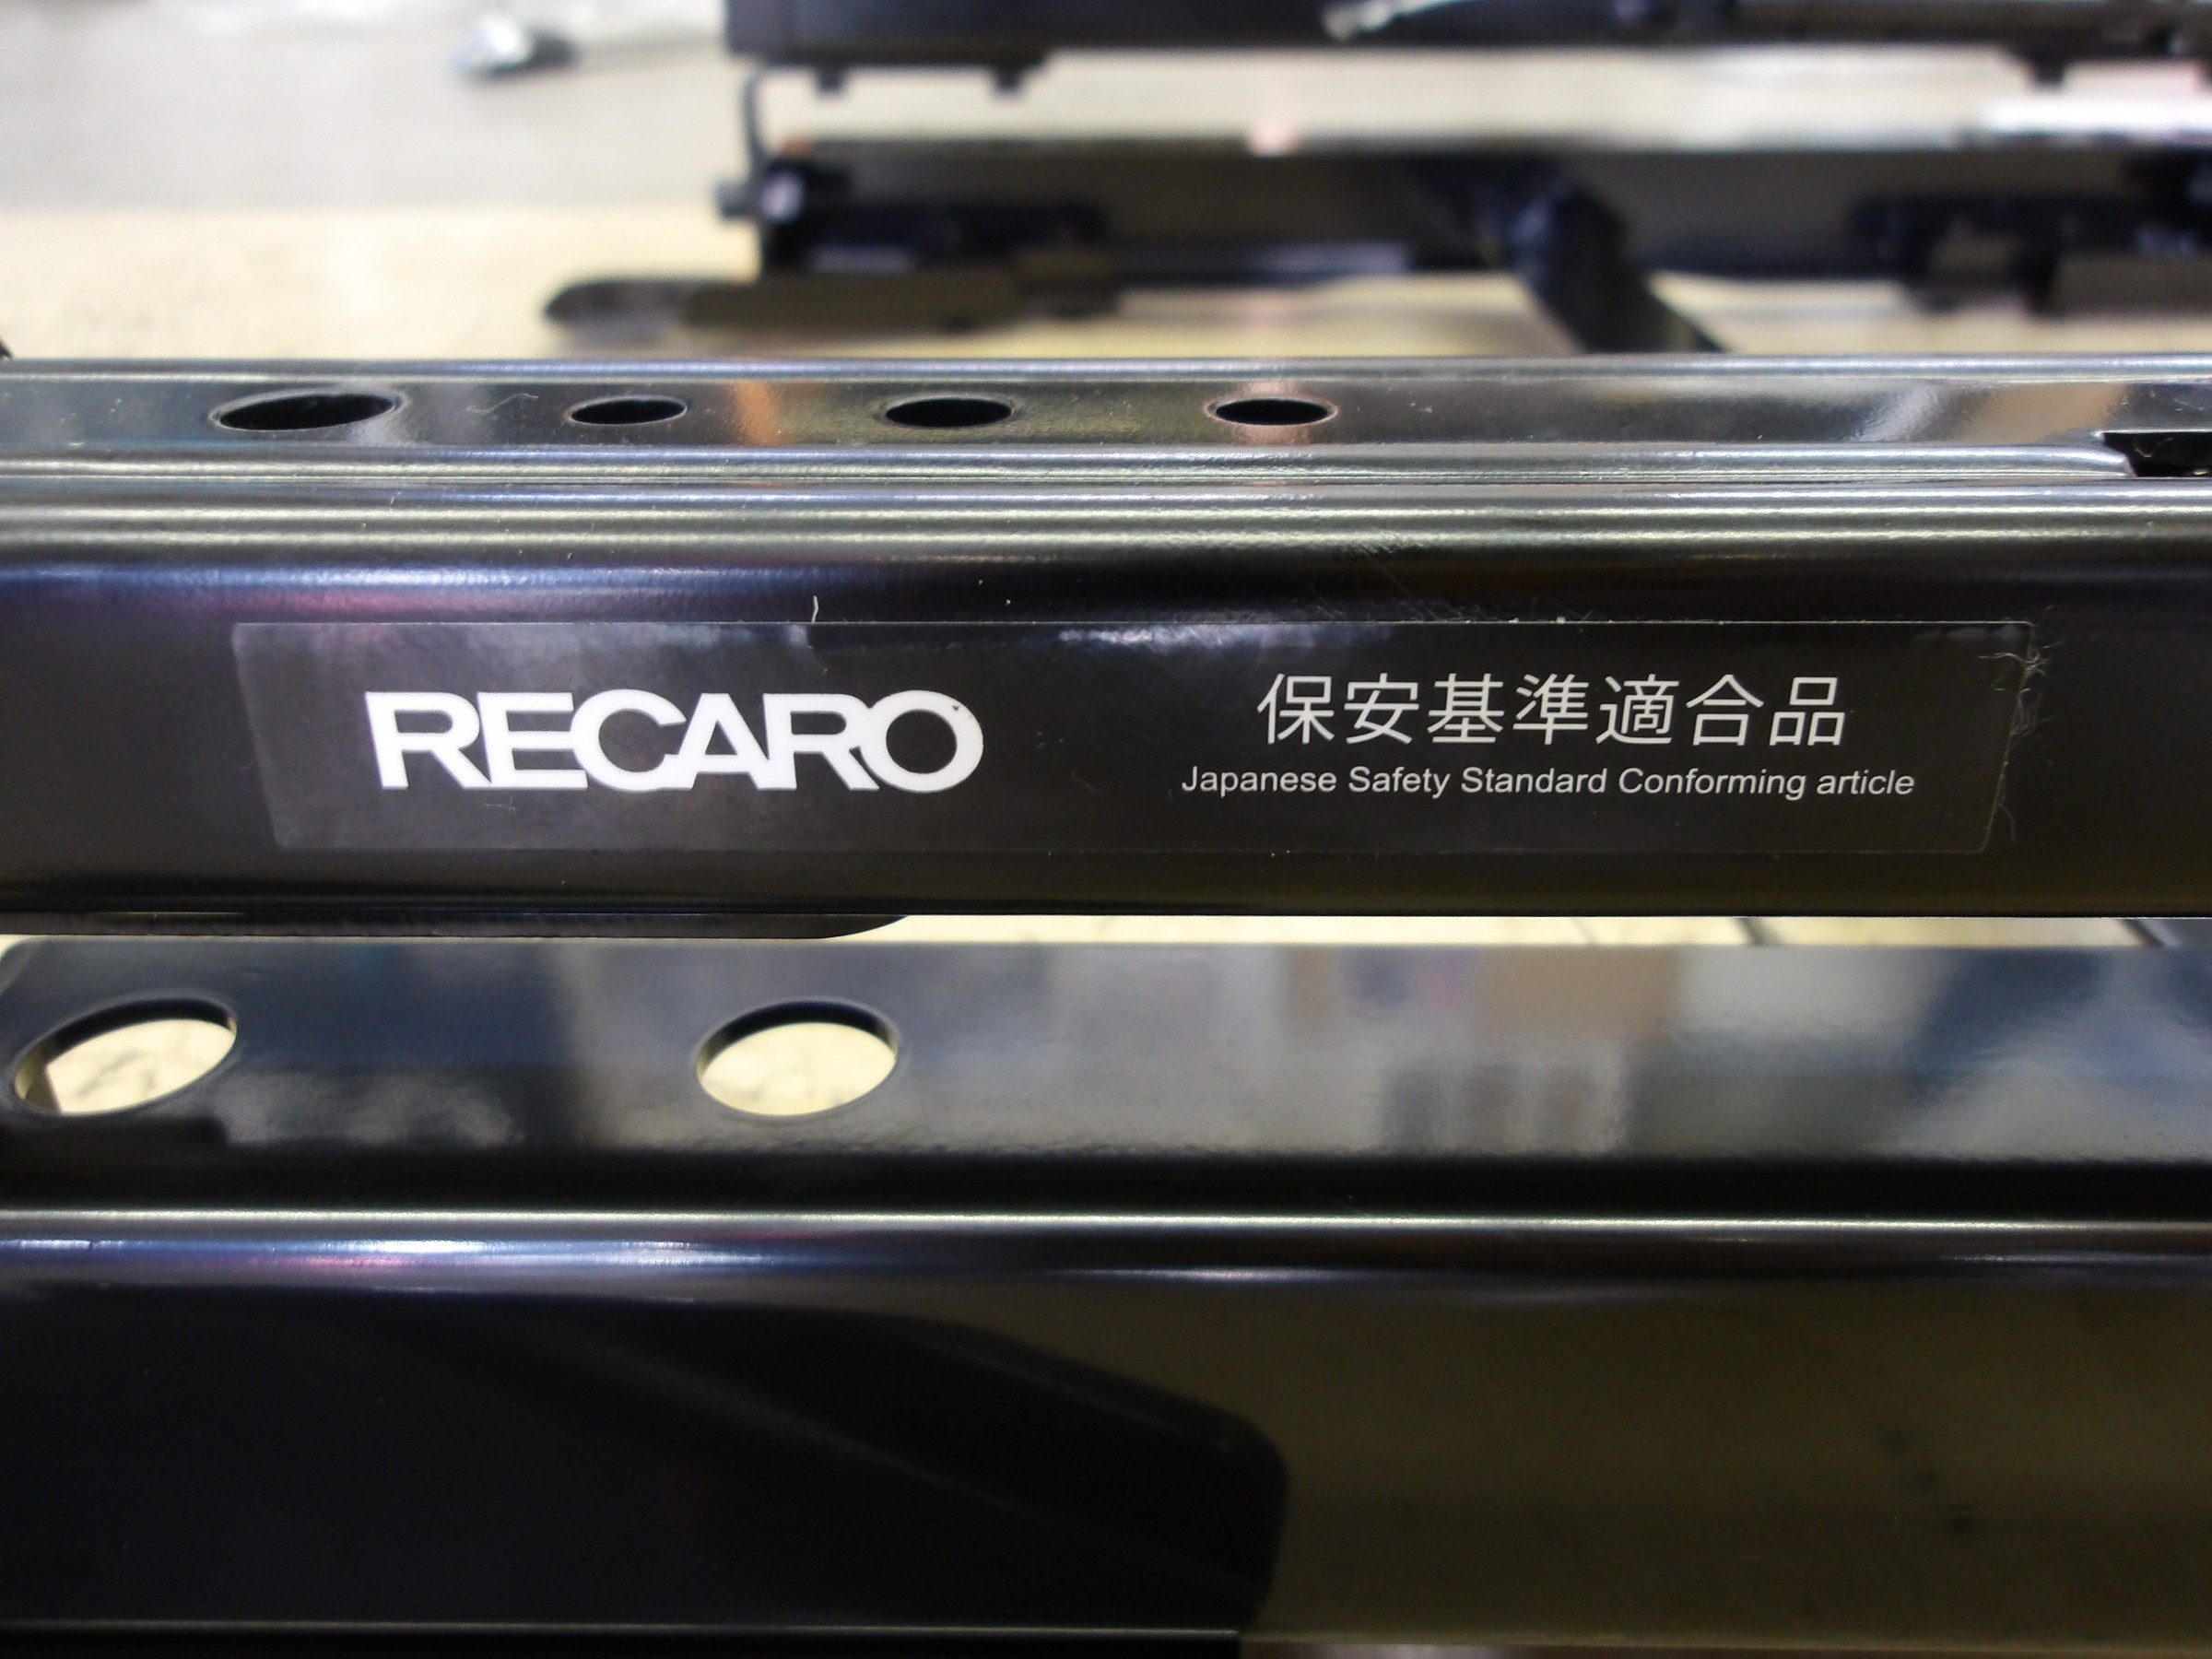 RECARO
保安基準適合品
Japanese Safety Standard Conforming article